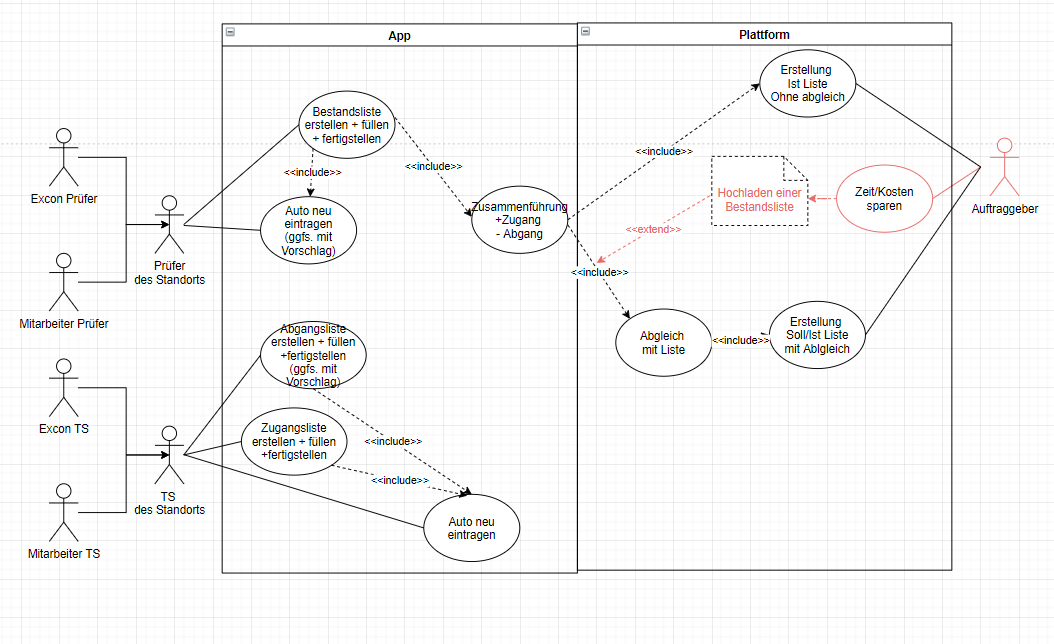 App
Plattform
Erstellung
Ist Liste
Ohne abgleich
Bestandsliste
erstellen + füllen
+ fertigstellen
<<include>>
<<include>>
<<include>>
Excon Prüfer
Auto neu
eintragen
(ggfs. mit
Vorschlag)
Zusammenführung
+Zugang
- Abgang
Hochladen einer
Bestandsliste
Zeit/Kosten
sparen
Auftraggeber
<<extend>>
Prüfer
des Standorts
<<include>>
Mitarbeiter Prüfer
Abgangsliste
erstellen + füllen
+fertigstellen
(ggfs. mit
Vorschlag)
Abgleich
mit Liste
<<include>>
Erstellung
Soll/Ist Liste
mit Ablgleich
Excon TS
Zugangsliste
erstellen + füllen
+fertigstellen
<<include>>
<<include>>
TS
des Standorts
Auto neu
eintragen
Mitarbeiter TS